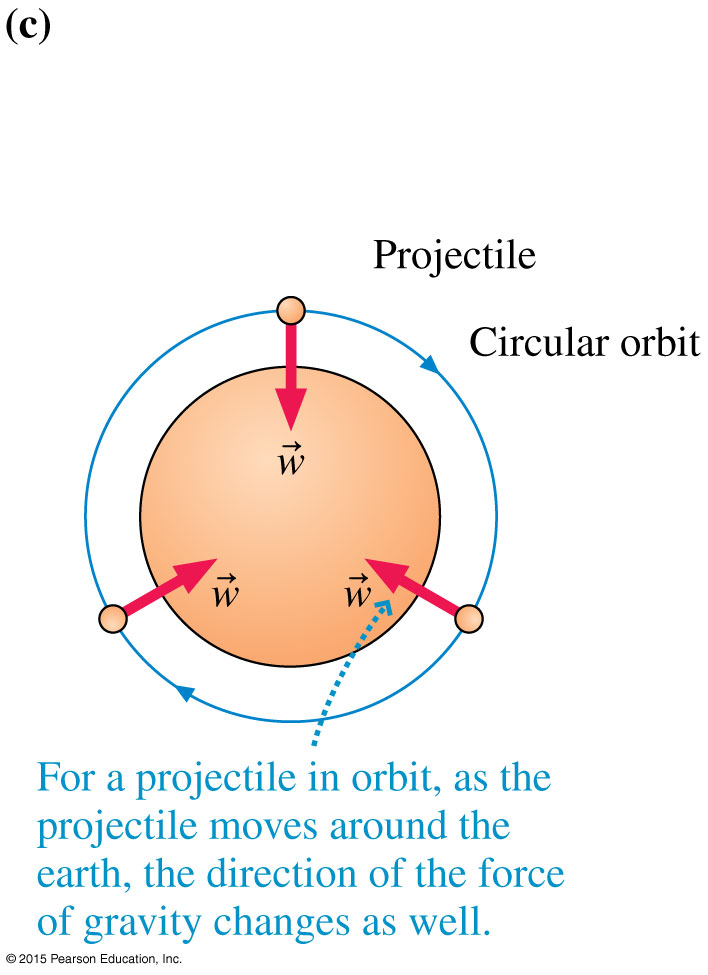 (c)
Projectile
Circular orbit
w⃗
w⃗
w⃗
For a projectile in orbit, as the
projectile moves around the
earth, the direction of the force
of gravity changes as well.
© 2015 Pearson Education, Inc.